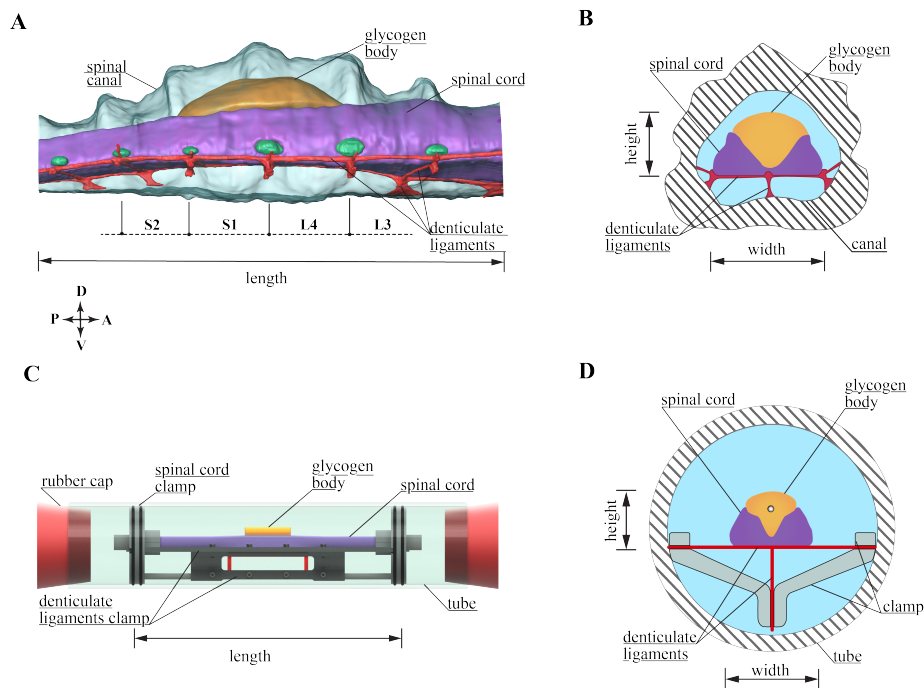 A
glycogen
body
spinal
canal
spinal cord
S2
S1
L4
L3
denticulate
ligaments
length
D
P
A
V
B
glycogen
body
spinal cord
height
denticulate
ligaments
canal
width
C
spinal cord
clamp
glycogen
body
rubber cap
spinal cord
denticulate
ligaments clamp
tube
length
D
glycogen
body
spinal cord
height
clamp
denticulate
ligaments
tube
width